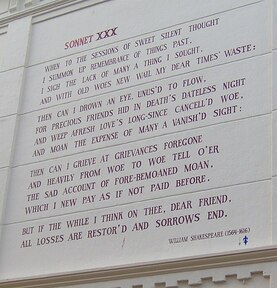 SONNET XXX
WHEN TO THE SESSIONS OF SWEET SILENT THOUGHT
I SUMMON UP REMEMBRANCE OF THINGS PAST,
I SIGH THE LACK OF MANY A THING I SOUGHT,
AND WITH OLD WOES NEW WAIL MY DEAR TIMES' WASTE:
THEN CAN I DROWN AN EYE, UNUS'D TO FLOW,
FOR PRECIOUS FRIENDS HID IN DEATH'S DATELESS NIGHT
AND WEEP AFRESH LOVE'S LONG-SINCE CANCELL'D WOE,
AND MOAN THE EXPENSE OF MANY A VANISH'D SIGHT:
THEN CAN I GRIEVE AT GRIEVANCES FOREGONE
AND HEAVILY FROM WOE TO WOE TELL O'ER
THE SAD ACCOUNT OF FORE-BEMOANED MOAN,
WHICH I NEW PAY AS IF NOT PAID BEFORE.
BUT IF THE WHILE I THINK ON THEE, DEAR FRIEND,
ALL LOSSES ARE RESTOR'D AND SORROWS END.
WILLIAM SHAKESPEARE (1564-1616)